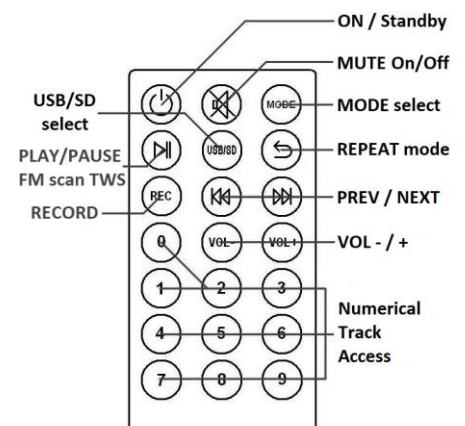 ON / Standby
MUTE On/Off
MODE
MODE select
USB/SD
select
USB/SD
REPEAT mode
PLAY/PAUSE
FM scan TWS
REC
RECORD
PREV / NEXT
0
VOL-
VOL+
VOL - / +
1
2
3
4
5
6
7
8
9
Numerical
Track
Access